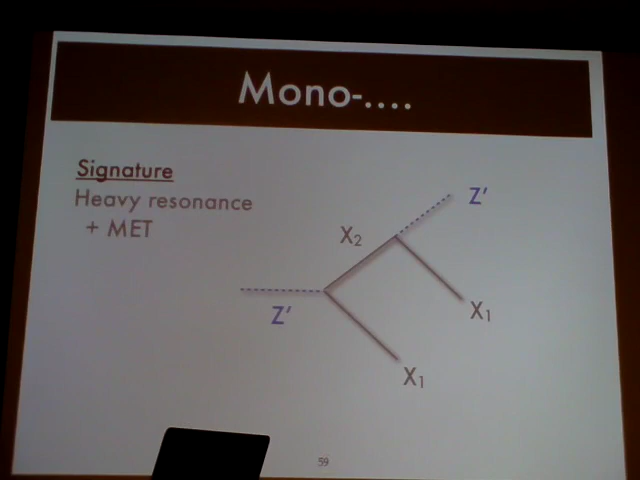 Mono-....
Signature
Heavy resonance
+ MET
Z'
X2
Z'
X1
X1
59